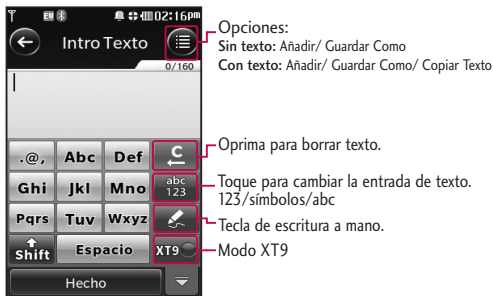 EU 02:16pm
Intro Texto
0/160
.@, Abc Def C
Ghi Jkl Mno abc 123
Pqrs Tuv Wxyz
Shift Espacio XT9
Hecho
Opciones:
Sin texto: Añadir/ Guardar Como
Con texto: Añadir/ Guardar Como/ Copiar Texto
Oprima para borrar texto.
Toque para cambiar la entrada de texto.
123/símbolos/abc
Tecla de escritura a mano.
Modo XT9